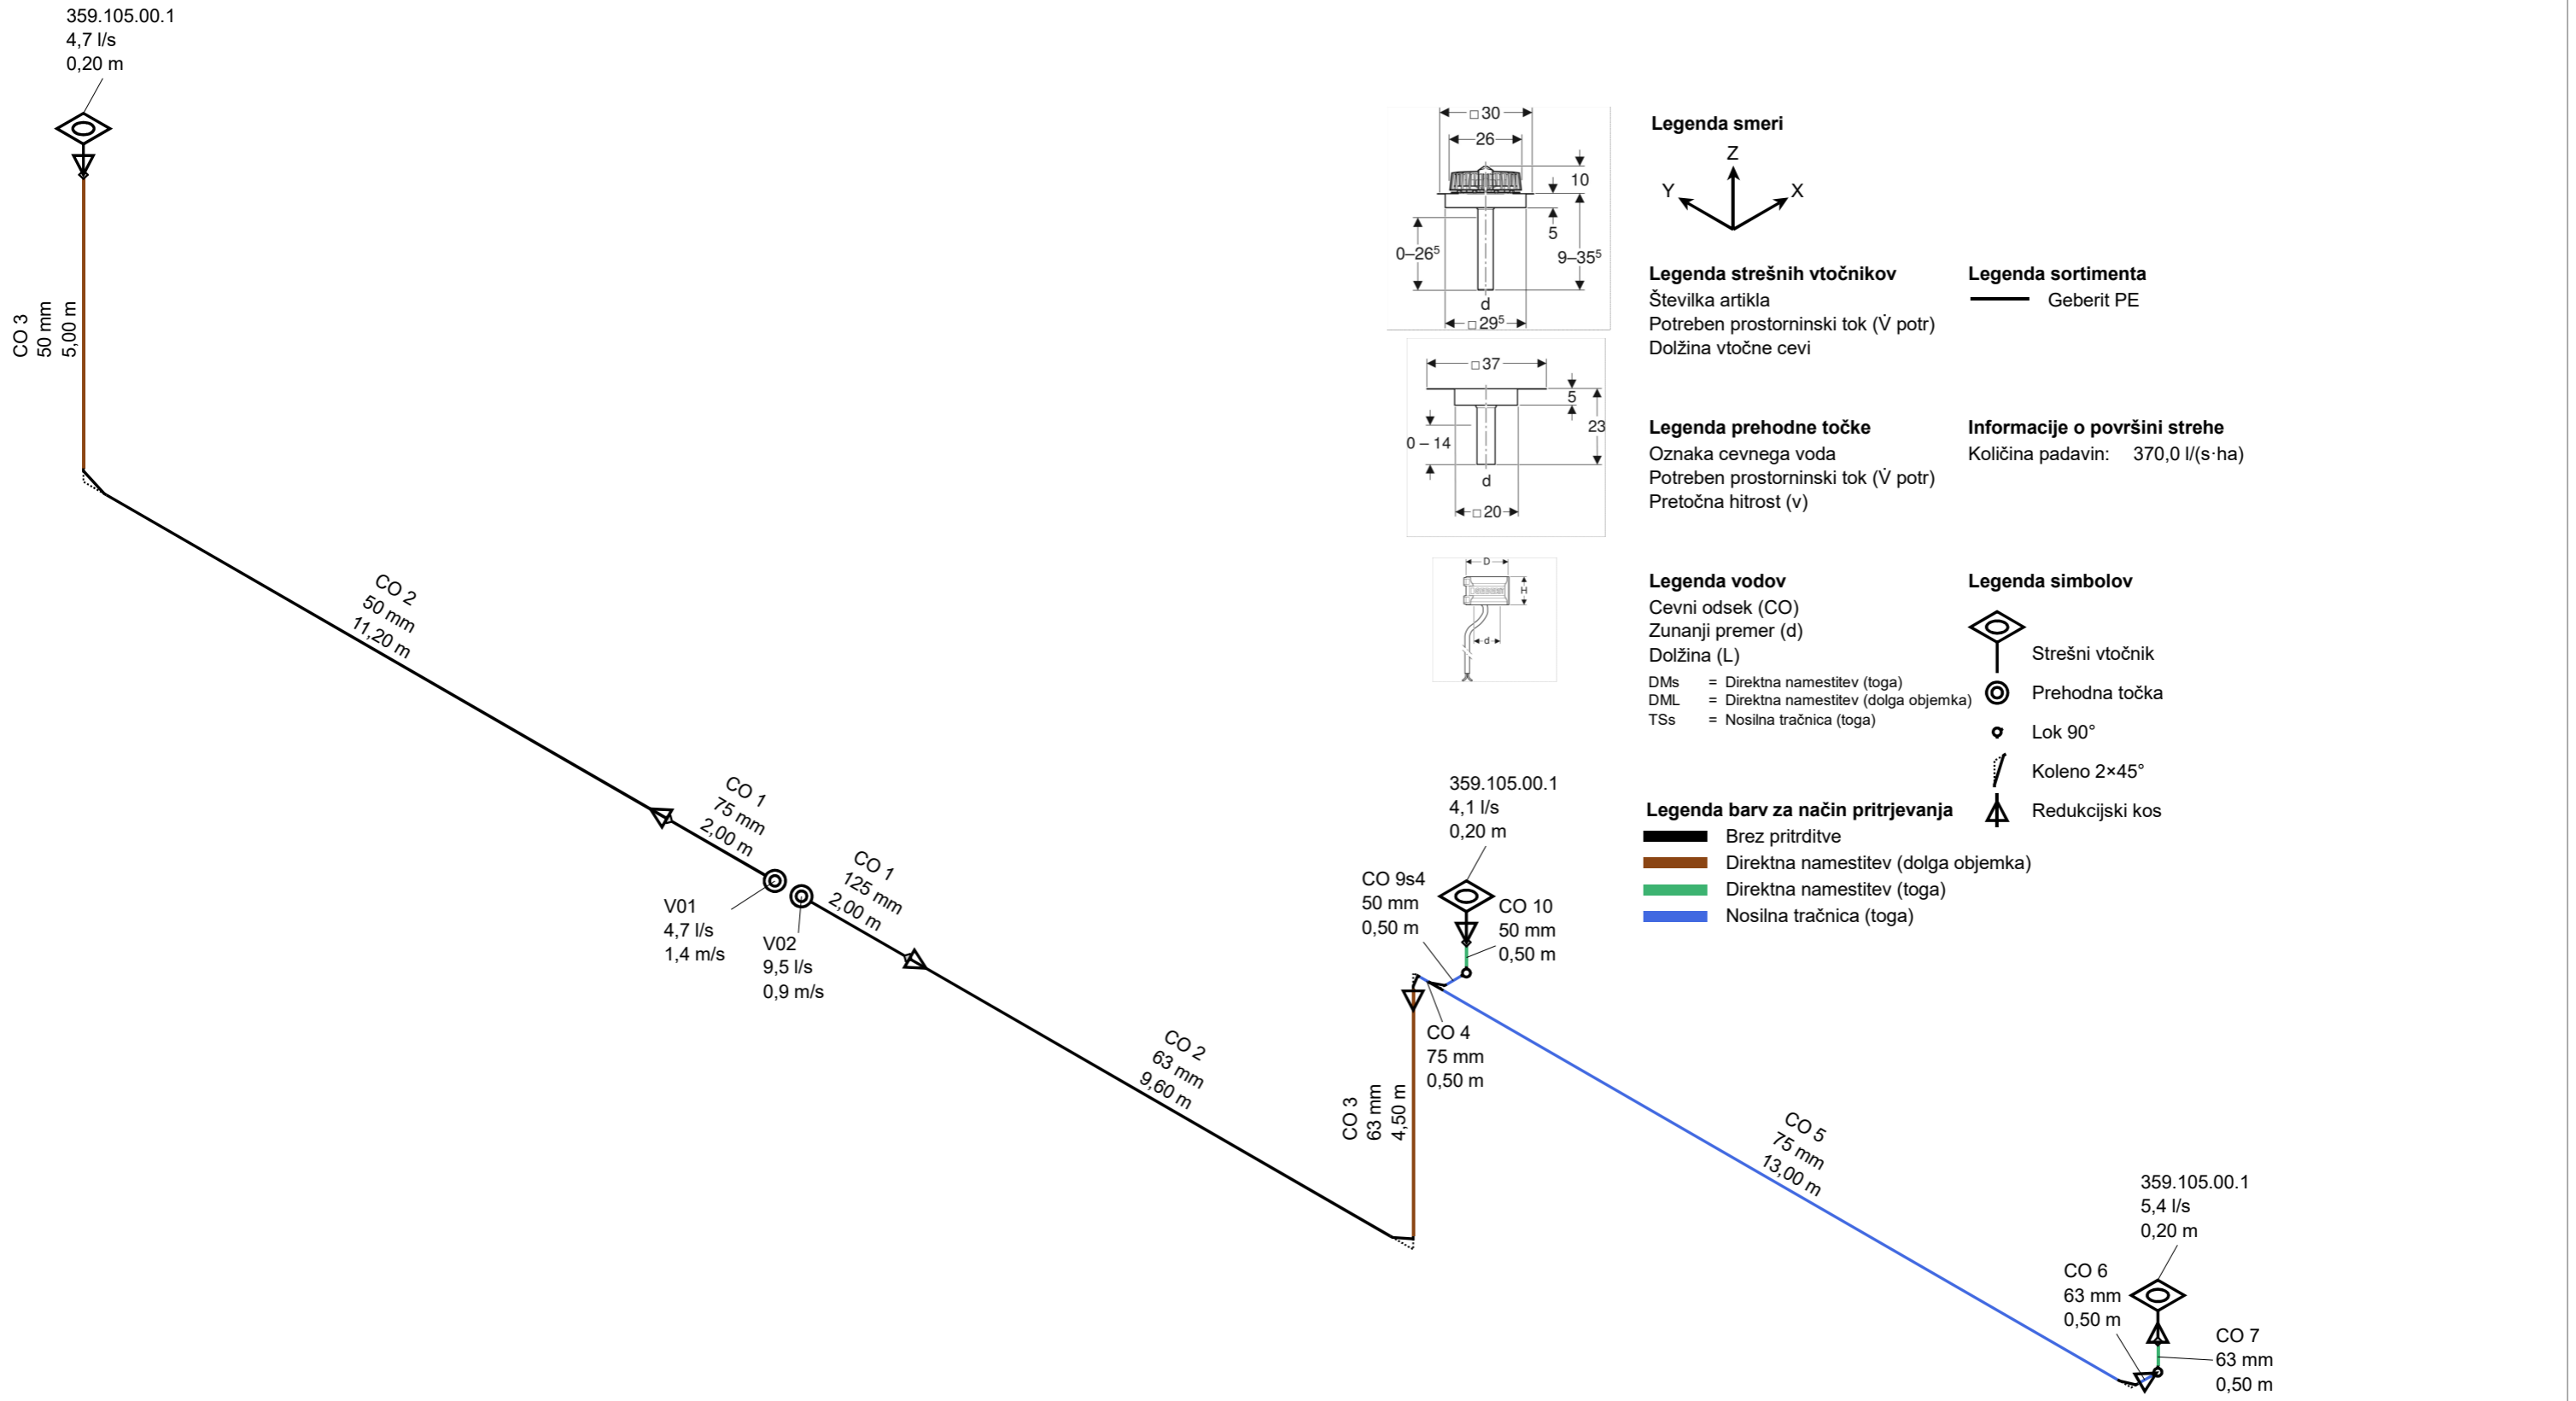 359.105.00.1
4,7 l/s
0,20 m
CO 3
50 mm
5,00 m
CO 2
50 mm
11,20 m
CO 1
75 mm
2,00 m
V01
4,7 l/s
1,4 m/s
V02
9,5 l/s
0,9 m/s
CO 1
125 mm
2,00 m
CO 2
63 mm
9,60 m
CO 3
63 mm
4,50 m
CO 9s4
50 mm
0,50 m
359.105.00.1
4,1 l/s
0,20 m
CO 10
50 mm
0,50 m
CO 4
75 mm
0,50 m
CO 5
75 mm
13,00 m
359.105.00.1
5,4 l/s
0,20 m
CO 6
63 mm
0,50 m
CO 7
63 mm
0,50 m
□30
26
10
5
0–26⁵
9–35⁵
d
□29⁵
□37
5
23
0 – 14
d
□20
D
H
d
Legenda smeri
Z
Y
X
Legenda strešnih vtočnikov
Številka artikla
Potreben prostorninski tok (V̇ potr)
Dolžina vtočne cevi
Legenda sortimenta
Geberit PE
Legenda prehodne točke
Oznaka cevnega voda
Potreben prostorninski tok (V̇ potr)
Pretočna hitrost (v)
Informacije o površini strehe
Količina padavin: 370,0 l/(s·ha)
Legenda vodov
Cevni odsek (CO)
Zunanji premer (d)
Dolžina (L)
DMs = Direktna namestitev (toga)
DML = Direktna namestitev (dolga objemka)
TSs = Nosilna tračnica (toga)
Legenda simbolov
Strešni vtočnik
Prehodna točka
Lok 90°
Koleno 2×45°
Redukcijski kos
Legenda barv za način pritrjevanja
Brez pritrditve
Direktna namestitev (dolga objemka)
Direktna namestitev (toga)
Nosilna tračnica (toga)